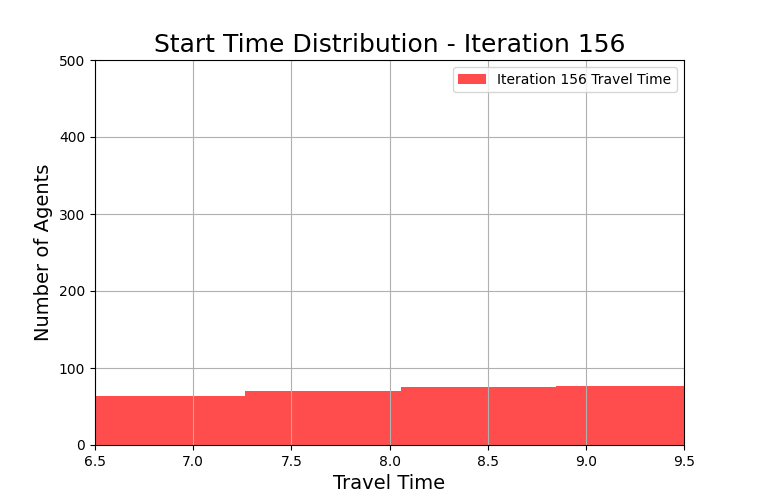 Start Time Distribution - Iteration 156
500
400
300
200
100
0
Number of Agents
Iteration 156 Travel Time
6.5 7.0 7.5 8.0 8.5 9.0 9.5
Travel Time